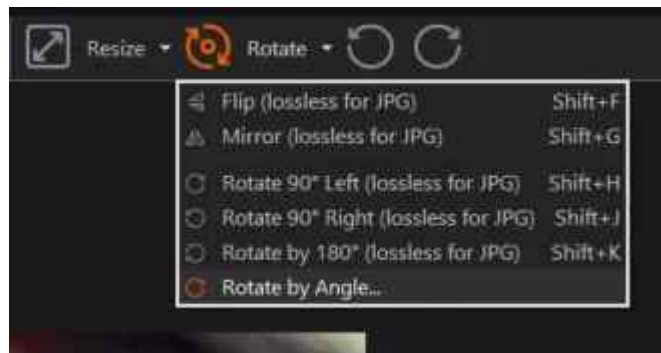 Resize Rotate
Flip (lossless for JPG) Shift+F
Mirror (lossless for JPG) Shift+G
Rotate 90° Left (lossless for JPG) Shift+H
Rotate 90° Right (lossless for JPG) Shift+J
Rotate by 180° (lossless for JPG) Shift+K
Rotate by Angle...